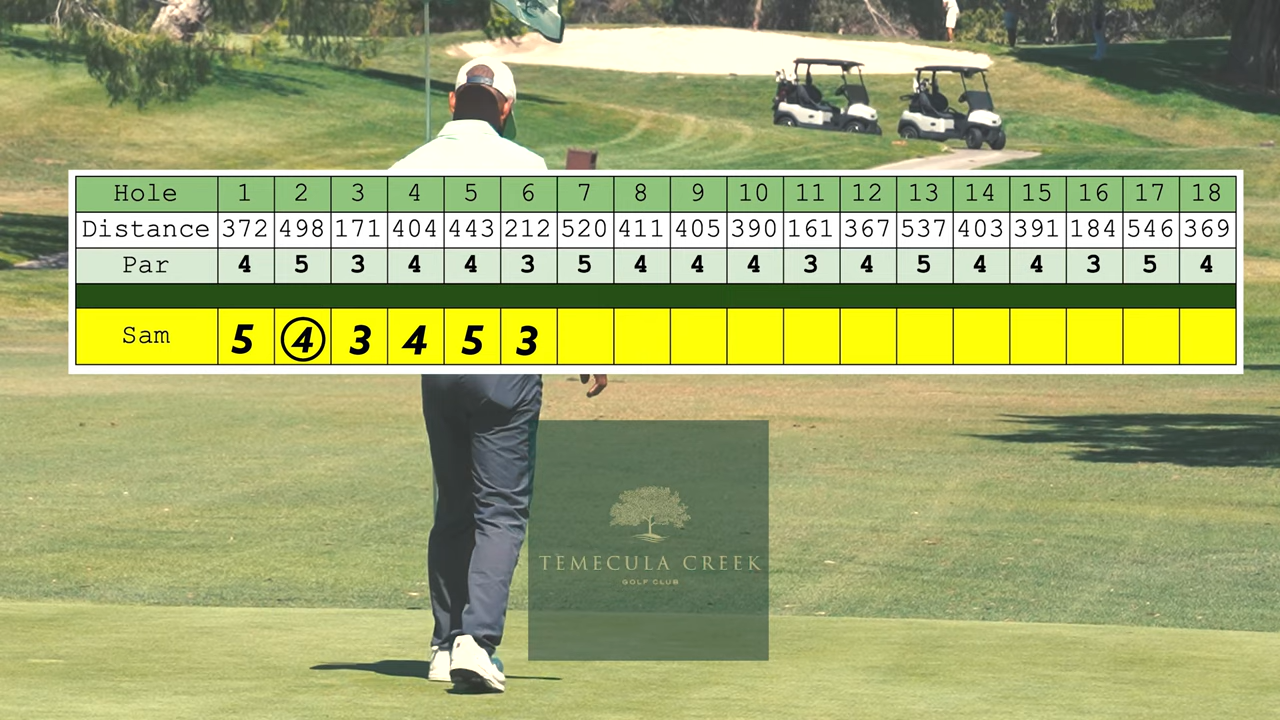 Hole 1 2 3 4 5 6 7 8 9 10 11 12 13 14 15 16 17 18
Distance 372 498 171 404 443 212 520 411 405 390 161 367 537 403 391 184 546 369
Par 4 5 3 4 4 3 5 4 4 4 3 4 5 4 4 3 5 4
Sam 5 4 3 4 5 3
TEMECULA CREEK
GOLF CLUB